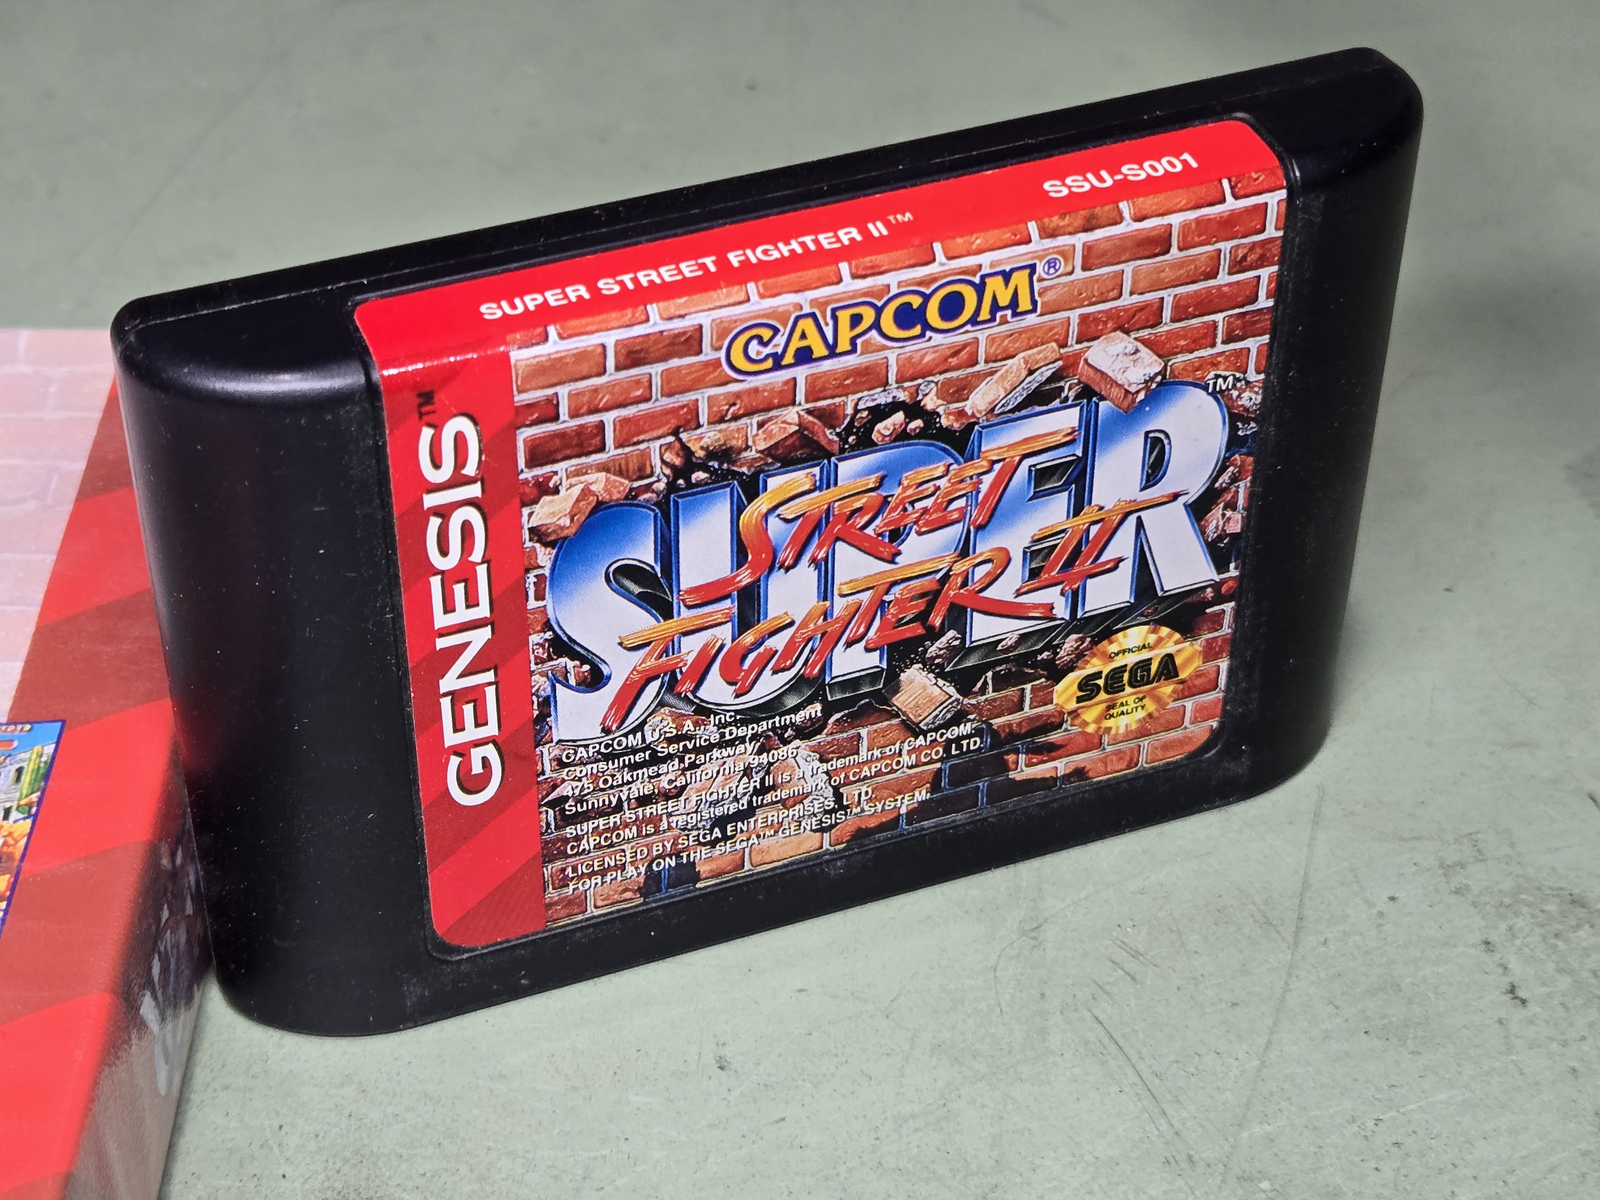 SUPER STREET FIGHTER II™
SSU-S001
GENESIS™
CAPCOM®
SUPER™
STREET
FIGHTER II
OFFICIAL
SEGA
SEAL OF
QUALITY
CAPCOM U.S.A., Inc.
Consumer Service Department
475 Oakmead Parkway
Sunnyvale, California 94086
SUPER STREET FIGHTER II is a trademark of CAPCOM.
CAPCOM is a registered trademark of CAPCOM CO. LTD.
LICENSED BY SEGA ENTERPRISES, LTD.
FOR PLAY ON THE SEGA™ GENESIS™ SYSTEM.